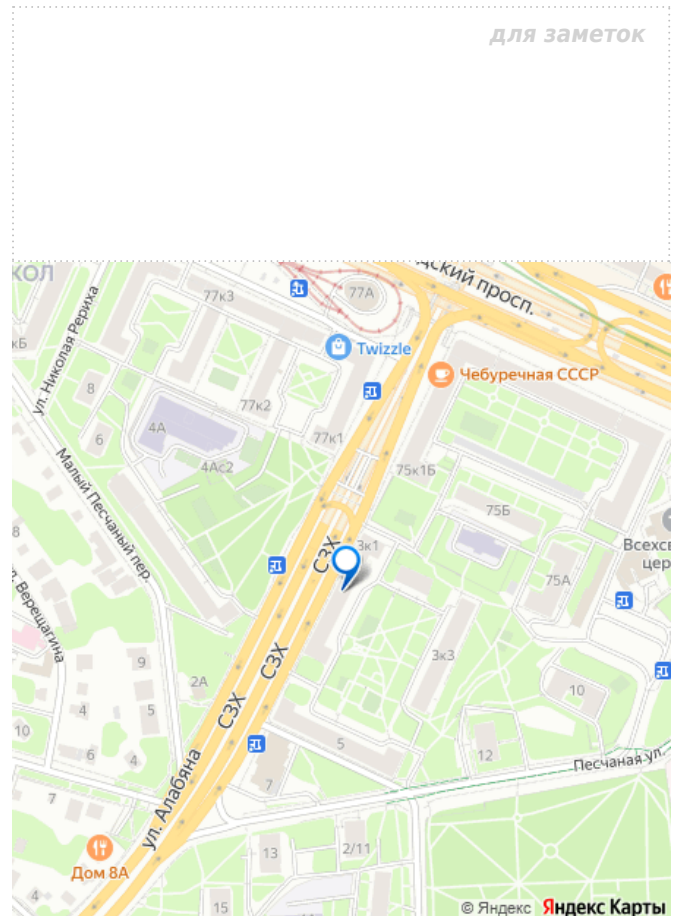 для заметок
КОЛ
77к3
77А
дский просп.
ул. Николая Рериха
кБ
Twizzle
Чебуречная СССР
8
77к2
4А
6
77к1
4Ас2
75к1Б
Малый Песчаный пер.
75Б
8
СЗХ
3к1
Всехсв
цер
75А
ул. Верещагина
9
СЗХ
3к3
2А
10
СЗХ
4
5
10
5
12
6
4
Песчаная ул.
7
7
ул. Алабяна
Дом 8А
13
2/11
4
15
© Яндекс Яндекс Карты